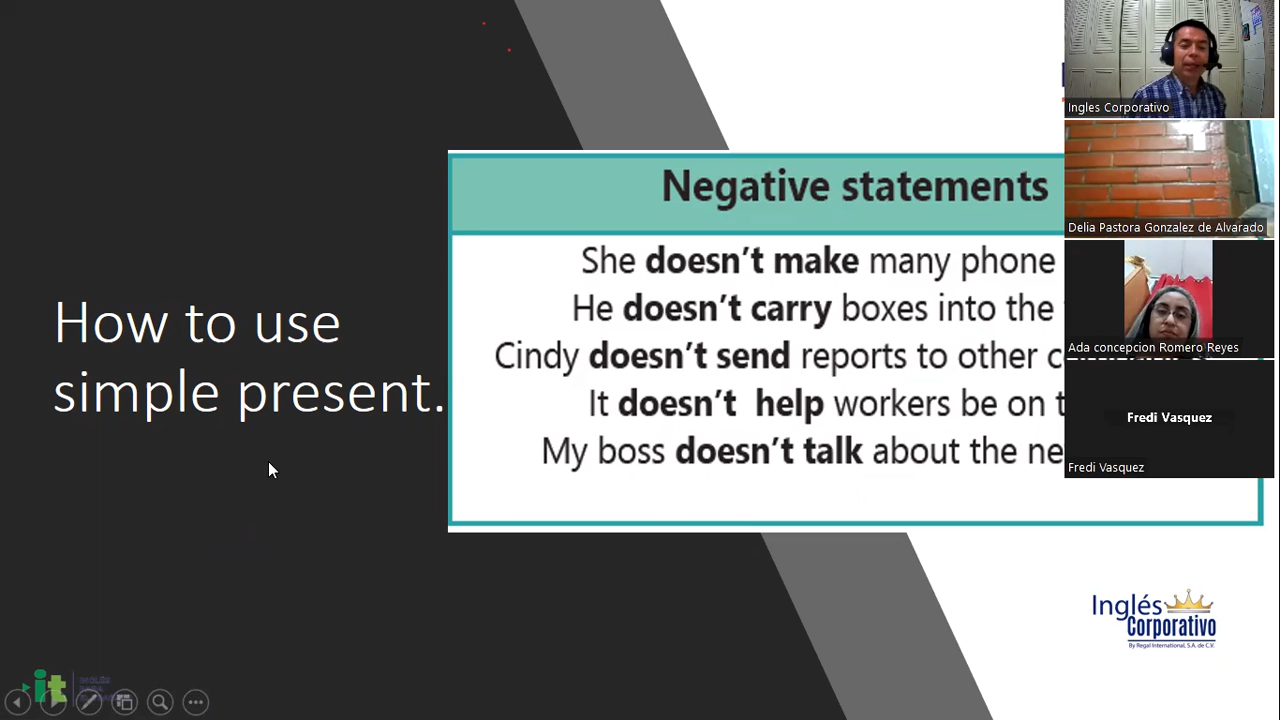 How to use
simple present.
Negative statements
She doesn't make many phone
He doesn't carry boxes into the
Cindy doesn't send reports to other
It doesn't help workers be on
My boss doesn't talk about the
Ingles Corporativo
Delia Pastora Gonzalez de Alvarado
Ada concepcion Romero Reyes
Fredi Vasquez
Fredi Vasquez
Inglés
Corporativo
By Regal International, S.A. de C.V.
it